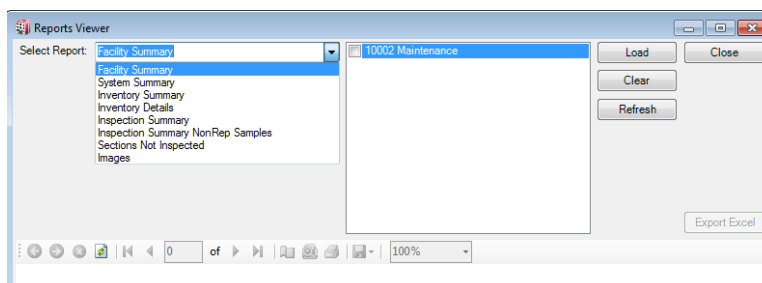 Reports Viewer
Select Report: Facility Summary
Facility Summary
System Summary
Inventory Summary
Inventory Details
Inspection Summary
Inspection Summary NonRep Samples
Sections Not Inspected
Images
10002 Maintenance
Load Close
Clear
Refresh
Export Excel
0 of 100%